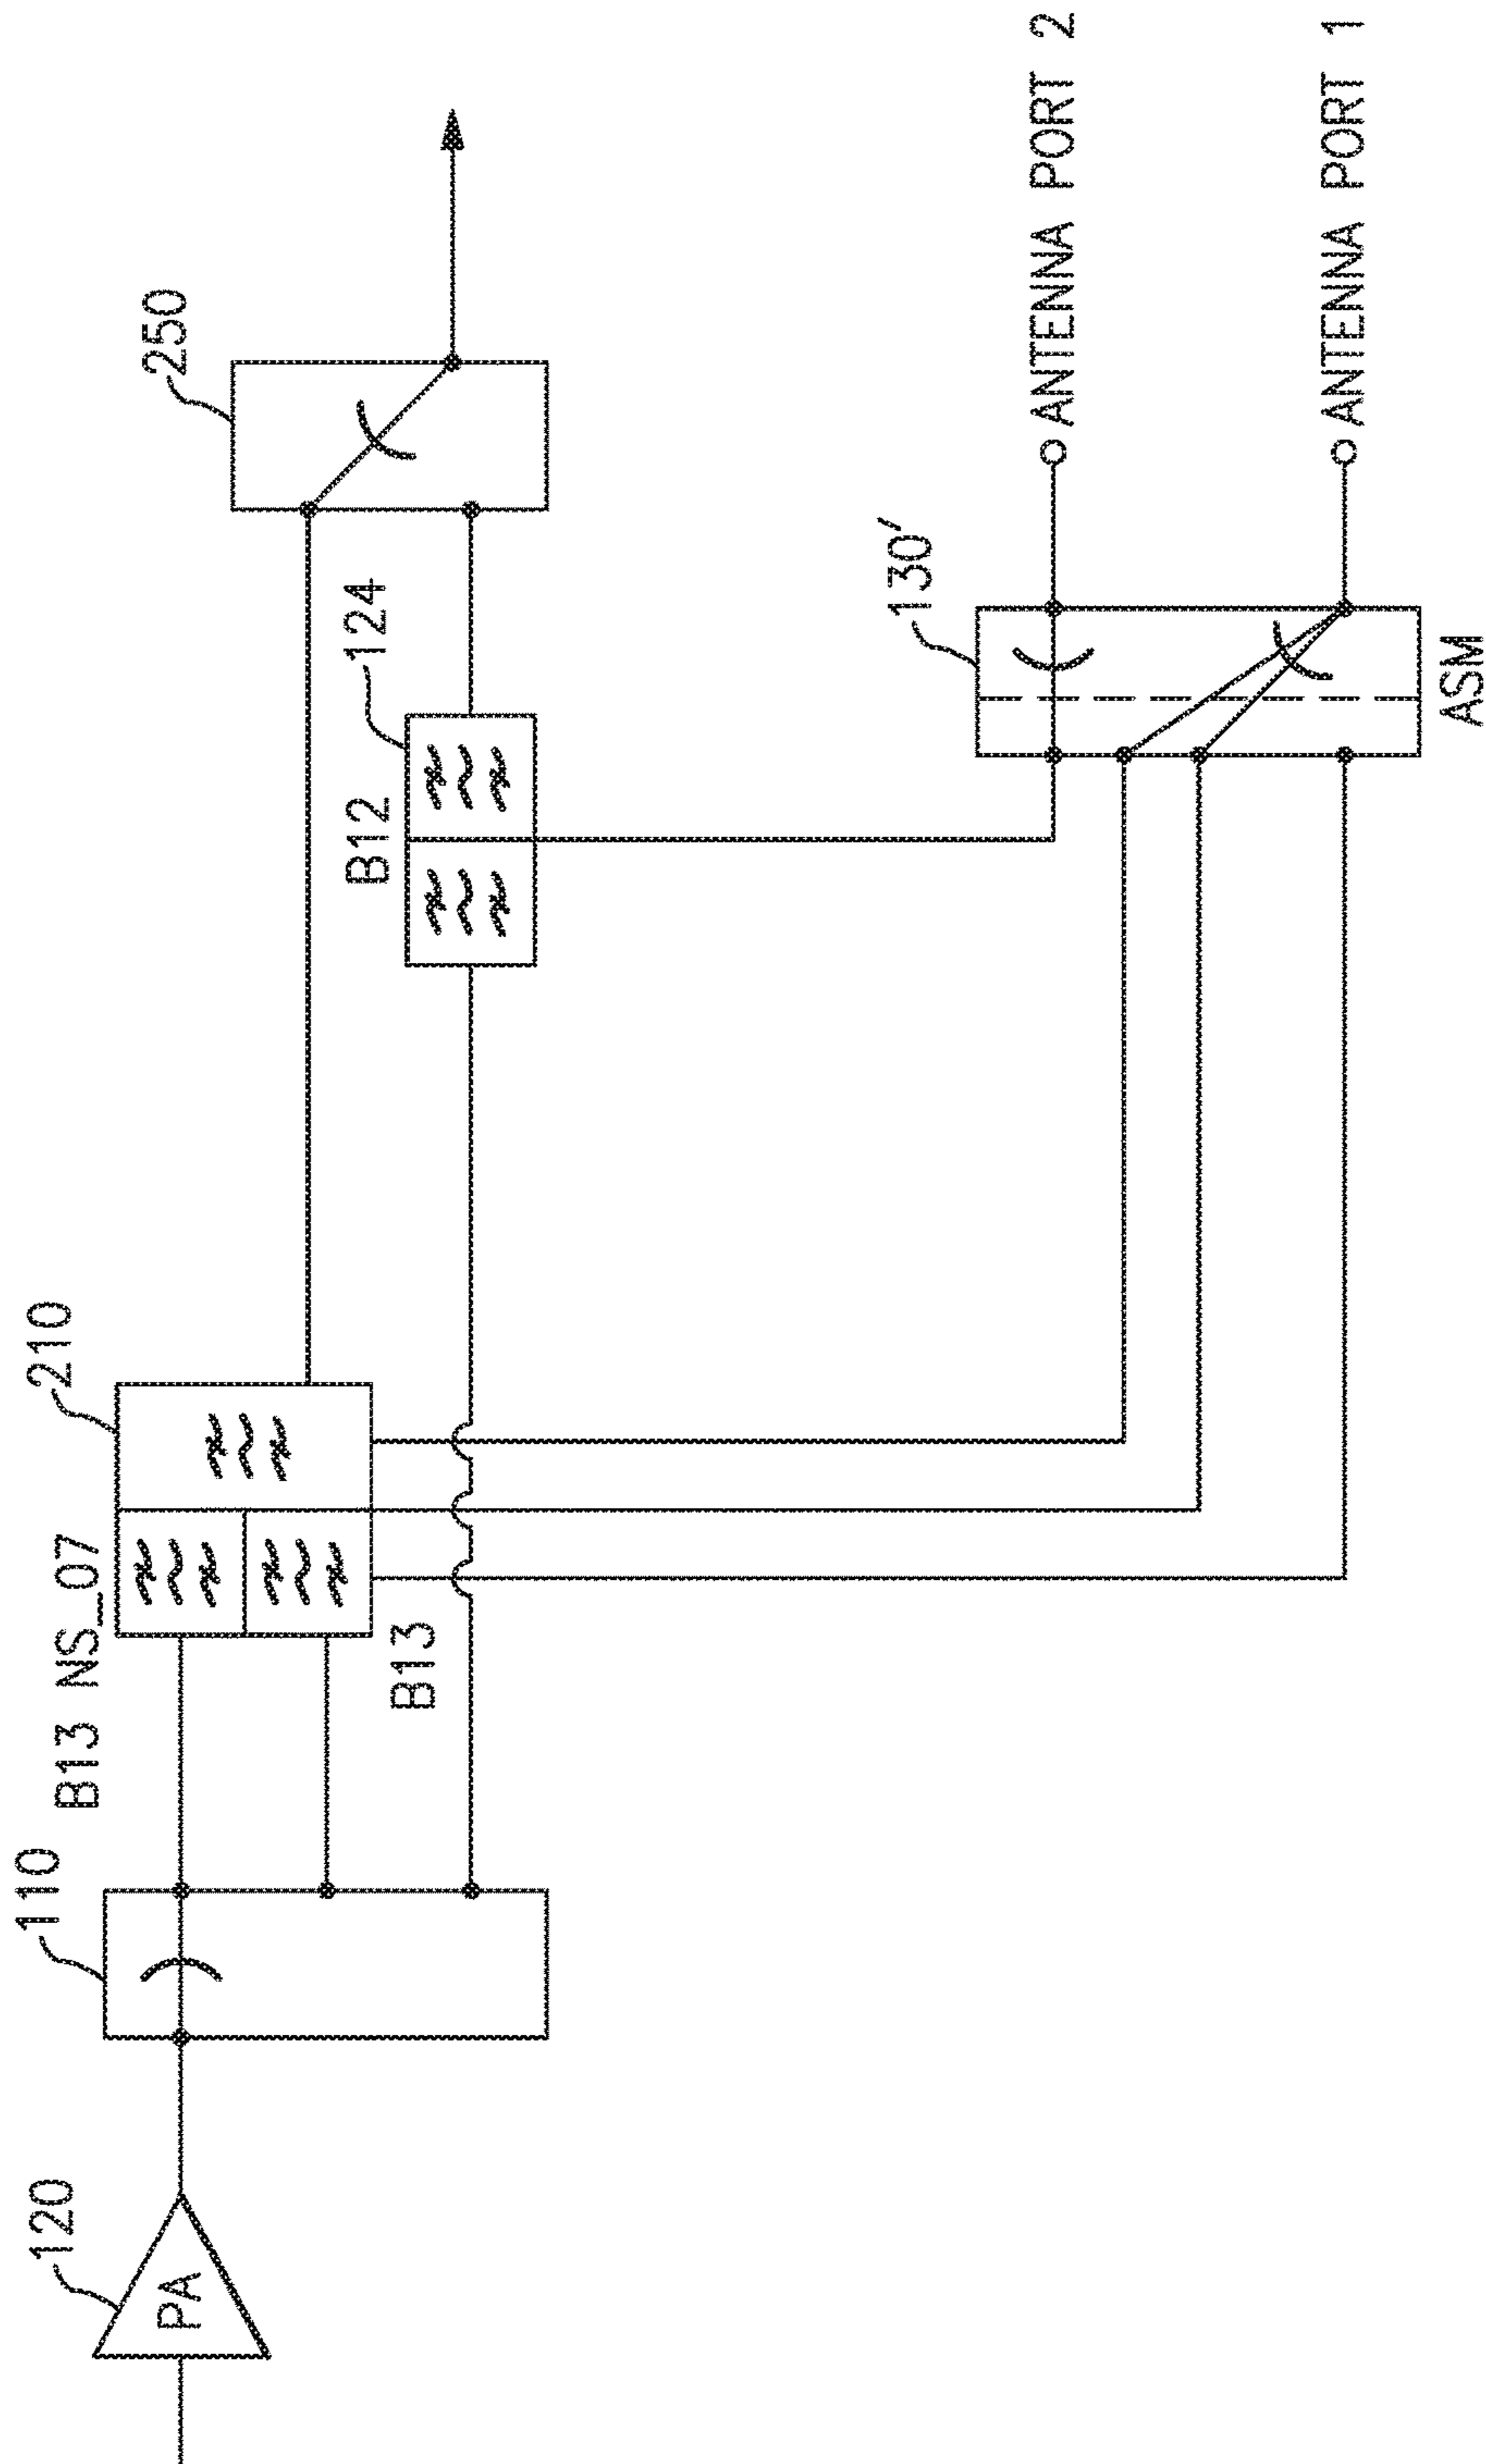 120
PA
110
B13 NS_07
210
B13
B12
124
250
130′
ASM
ANTENNA PORT 2
ANTENNA PORT 1